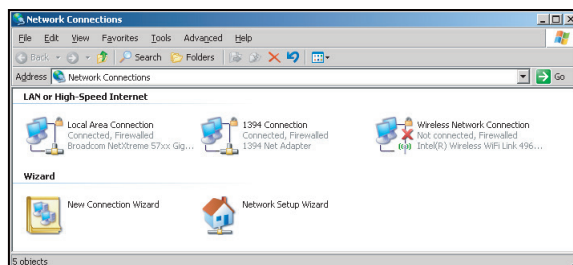 Network Connections
File Edit View Favorites Tools Advanced Help
Back Search Folders
Address Network Connections Go
LAN or High-Speed Internet
Local Area Connection
Connected, Firewalled
Broadcom NetXtreme 57xx Gig...
1394 Connection
Connected, Firewalled
1394 Net Adapter
Wireless Network Connection
Not connected, Firewalled
Intel(R) Wireless WiFi Link 496...
Wizard
New Connection Wizard
Network Setup Wizard
5 objects